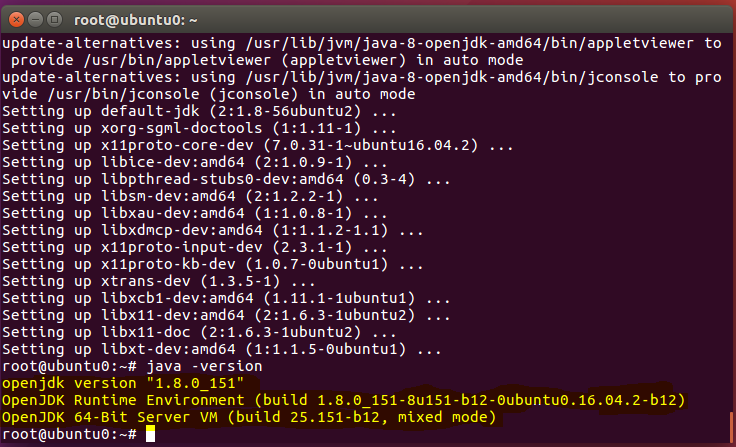 root@ubuntu0: ~
update-alternatives: using /usr/lib/jvm/java-8-openjdk-amd64/bin/appletviewer to
 provide /usr/bin/appletviewer (appletviewer) in auto mode
update-alternatives: using /usr/lib/jvm/java-8-openjdk-amd64/bin/jconsole to pro
vide /usr/bin/jconsole (jconsole) in auto mode
Setting up default-jdk (2:1.8-56ubuntu2) ...
Setting up xorg-sgml-doctools (1:1.11-1) ...
Setting up x11proto-core-dev (7.0.31-1~ubuntu16.04.2) ...
Setting up libice-dev:amd64 (2:1.0.9-1) ...
Setting up libpthread-stubs0-dev:amd64 (0.3-4) ...
Setting up libsm-dev:amd64 (2:1.2.2-1) ...
Setting up libxau-dev:amd64 (1:1.0.8-1) ...
Setting up libxdmcp-dev:amd64 (1:1.1.2-1.1) ...
Setting up x11proto-input-dev (2.3.1-1) ...
Setting up x11proto-kb-dev (1.0.7-0ubuntu1) ...
Setting up xtrans-dev (1.3.5-1) ...
Setting up libxcb1-dev:amd64 (1.11.1-1ubuntu1) ...
Setting up libx11-dev:amd64 (2:1.6.3-1ubuntu2) ...
Setting up libx11-doc (2:1.6.3-1ubuntu2) ...
Setting up libxt-dev:amd64 (1:1.1.5-0ubuntu1) ...
root@ubuntu0:~# java -version
openjdk version "1.8.0_151"
OpenJDK Runtime Environment (build 1.8.0_151-8u151-b12-0ubuntu0.16.04.2-b12)
OpenJDK 64-Bit Server VM (build 25.151-b12, mixed mode)
root@ubuntu0:~#